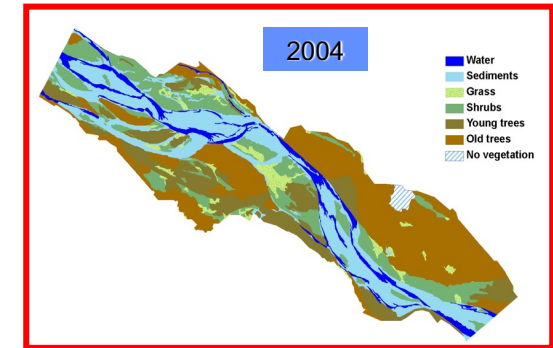 2004
Water
Sediments
Grass
Shrubs
Young trees
Old trees
No vegetation